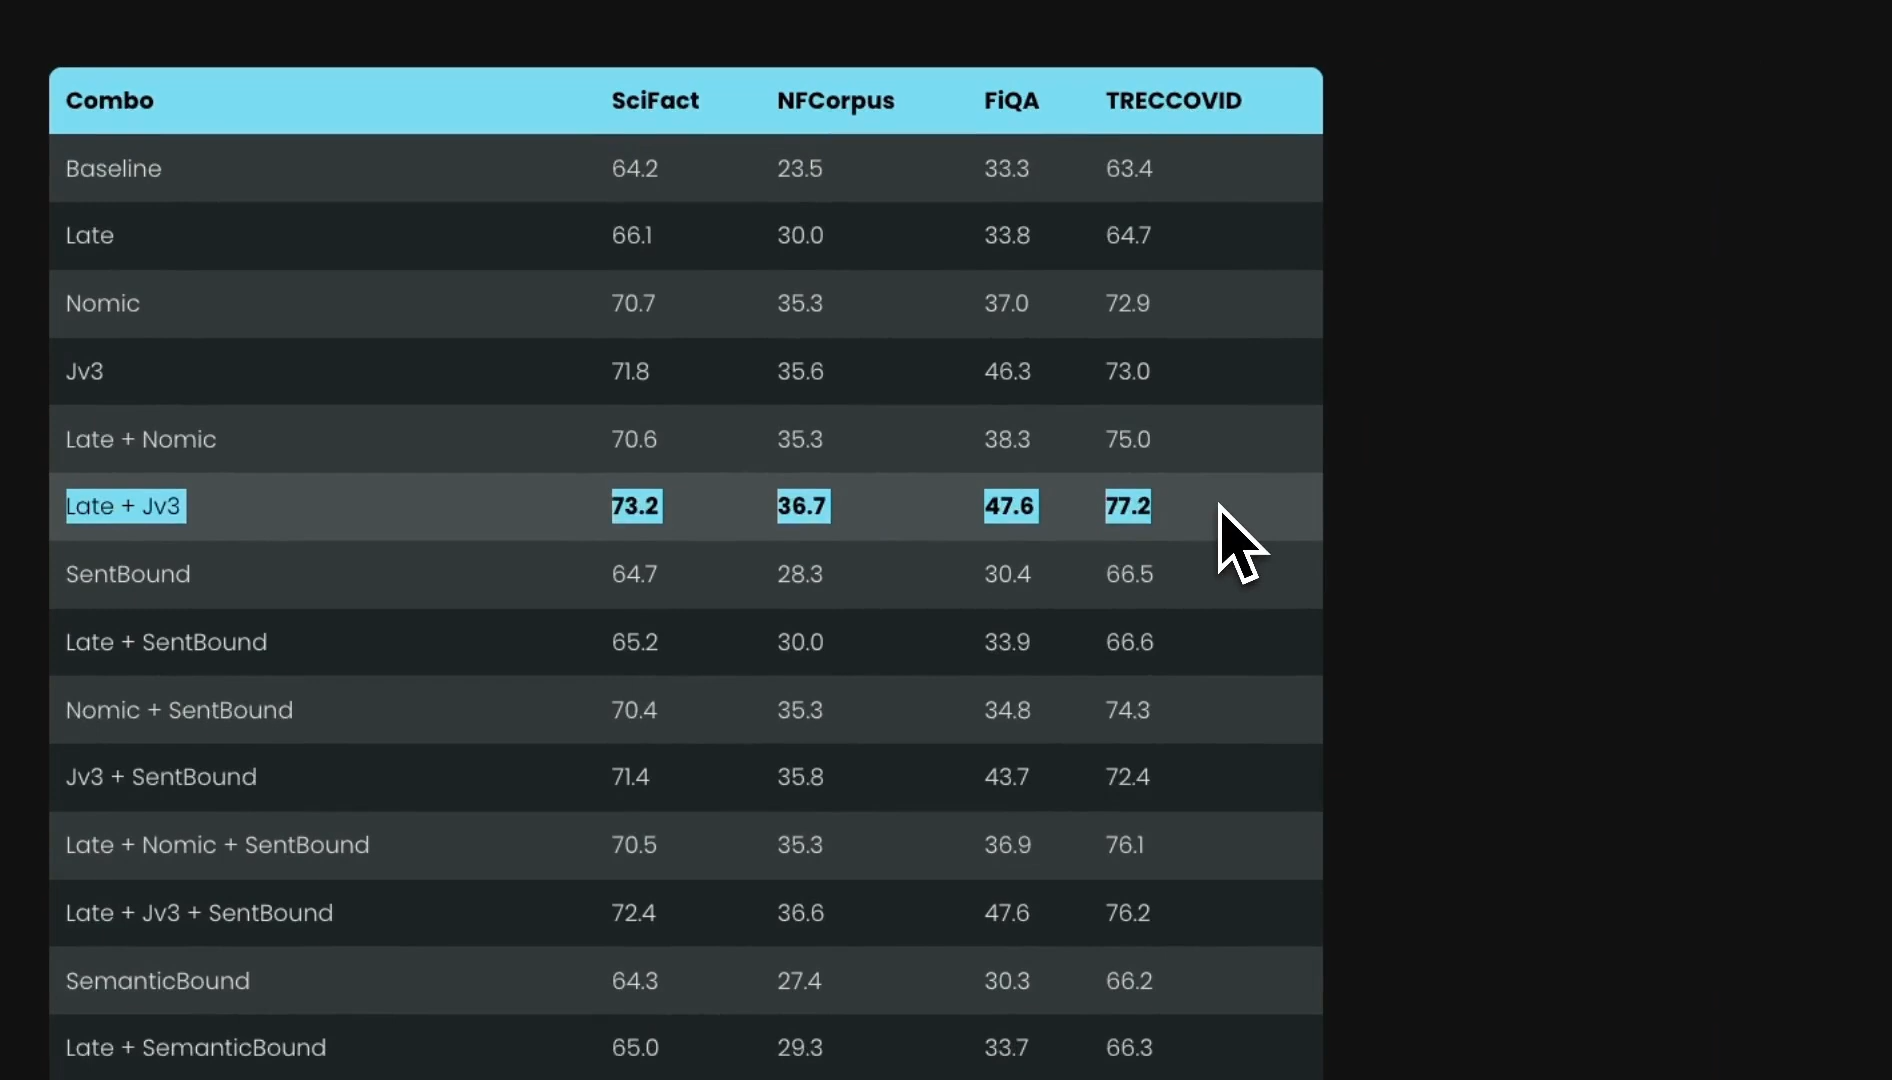 Combo SciFact NFCorpus FiQA TRECCOVID
Baseline 64.2 23.5 33.3 63.4
Late 66.1 30.0 33.8 64.7
Nomic 70.7 35.3 37.0 72.9
Jv3 71.8 35.6 46.3 73.0
Late + Nomic 70.6 35.3 38.3 75.0
Late + Jv3 73.2 36.7 47.6 77.2
SentBound 64.7 28.3 30.4 66.5
Late + SentBound 65.2 30.0 33.9 66.6
Nomic + SentBound 70.4 35.3 34.8 74.3
Jv3 + SentBound 71.4 35.8 43.7 72.4
Late + Nomic + SentBound 70.5 35.3 36.9 76.1
Late + Jv3 + SentBound 72.4 36.6 47.6 76.2
SemanticBound 64.3 27.4 30.3 66.2
Late + SemanticBound 65.0 29.3 33.7 66.3